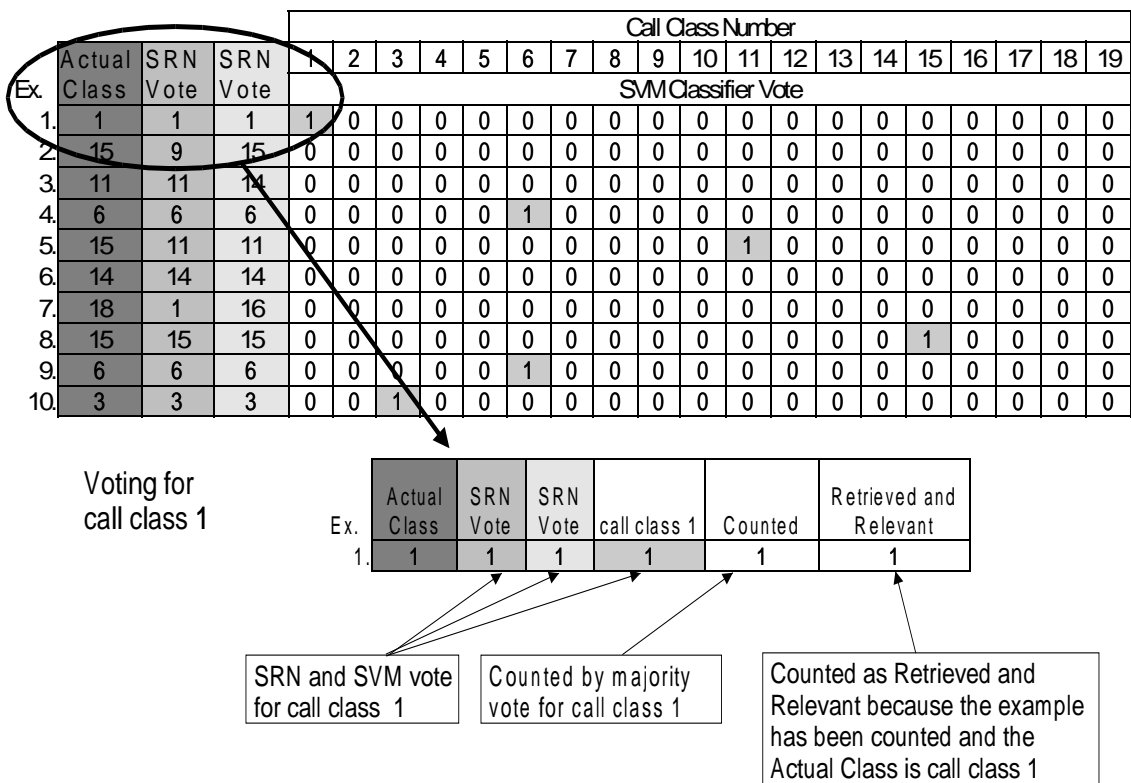 Call Class Number
Actual Class SRN Vote SRN Vote 1 2 3 4 5 6 7 8 9 10 11 12 13 14 15 16 17 18 19
Ex. SVM Classifier Vote
1. 1 1 1 1 0 0 0 0 0 0 0 0 0 0 0 0 0 0 0 0 0 0
2. 15 9 15 0 0 0 0 0 0 0 0 0 0 0 0 0 0 0 0 0 0 0
3. 11 11 14 0 0 0 0 0 0 0 0 0 0 0 0 0 0 0 0 0 0 0
4. 6 6 6 0 0 0 0 0 1 0 0 0 0 0 0 0 0 0 0 0 0 0
5. 15 11 11 0 0 0 0 0 0 0 0 0 0 1 0 0 0 0 0 0 0 0
6. 14 14 14 0 0 0 0 0 0 0 0 0 0 0 0 0 0 0 0 0 0 0
7. 18 1 16 0 0 0 0 0 0 0 0 0 0 0 0 0 0 0 0 0 0 0
8. 15 15 15 0 0 0 0 0 0 0 0 0 0 0 0 0 0 1 0 0 0 0
9. 6 6 6 0 0 0 0 0 1 0 0 0 0 0 0 0 0 0 0 0 0 0
10. 3 3 3 0 0 1 0 0 0 0 0 0 0 0 0 0 0 0 0 0 0 0
Voting for
call class 1
Ex. Actual Class SRN Vote SRN Vote call class 1 Counted Retrieved and Relevant
1. 1 1 1 1 1 1
SRN and SVM vote
for call class 1
Counted by majority
vote for call class 1
Counted as Retrieved and
Relevant because the example
has been counted and the
Actual Class is call class 1